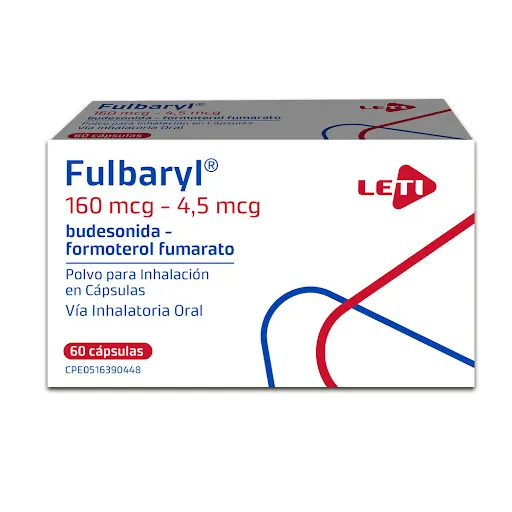 Fulbaryl®
160 mcg - 4,5 mcg
budesonida - formoterol fumarato
Polvo para Inhalación en Cápsulas
Vía Inhalatoria Oral
60 cápsulas
LETI
Fulbaryl®
160 mcg - 4,5 mcg
budesonida -
formoterol fumarato
Polvo para Inhalación
en Cápsulas
Vía Inhalatoria Oral
60 cápsulas
CPE0516390448
LETI